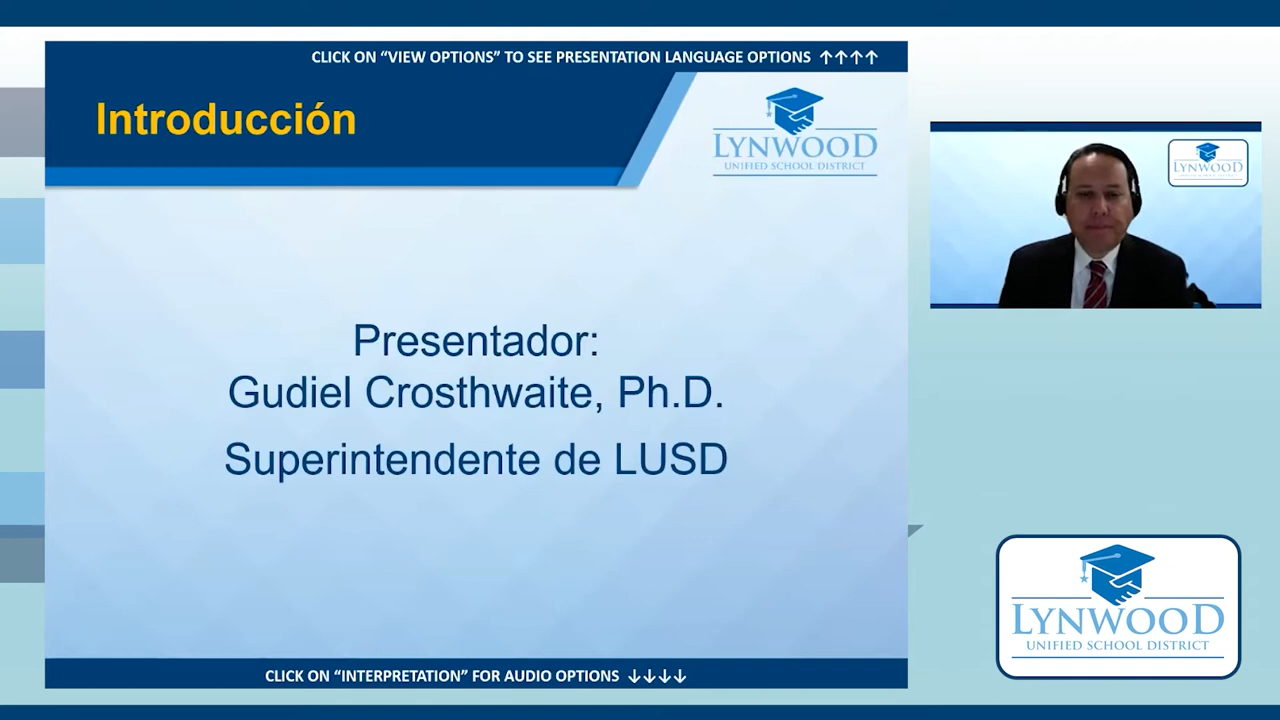 CLICK ON “VIEW OPTIONS” TO SEE PRESENTATION LANGUAGE OPTIONS ↑↑↑↑
Introducción
LYNWOOD
UNIFIED SCHOOL DISTRICT
LYNWOOD
Presentador:
Gudiel Crosthwaite, Ph.D.
Superintendente de LUSD
LYNWOOD
UNIFIED SCHOOL DISTRICT
CLICK ON “INTERPRETATION” FOR AUDIO OPTIONS ↓↓↓↓